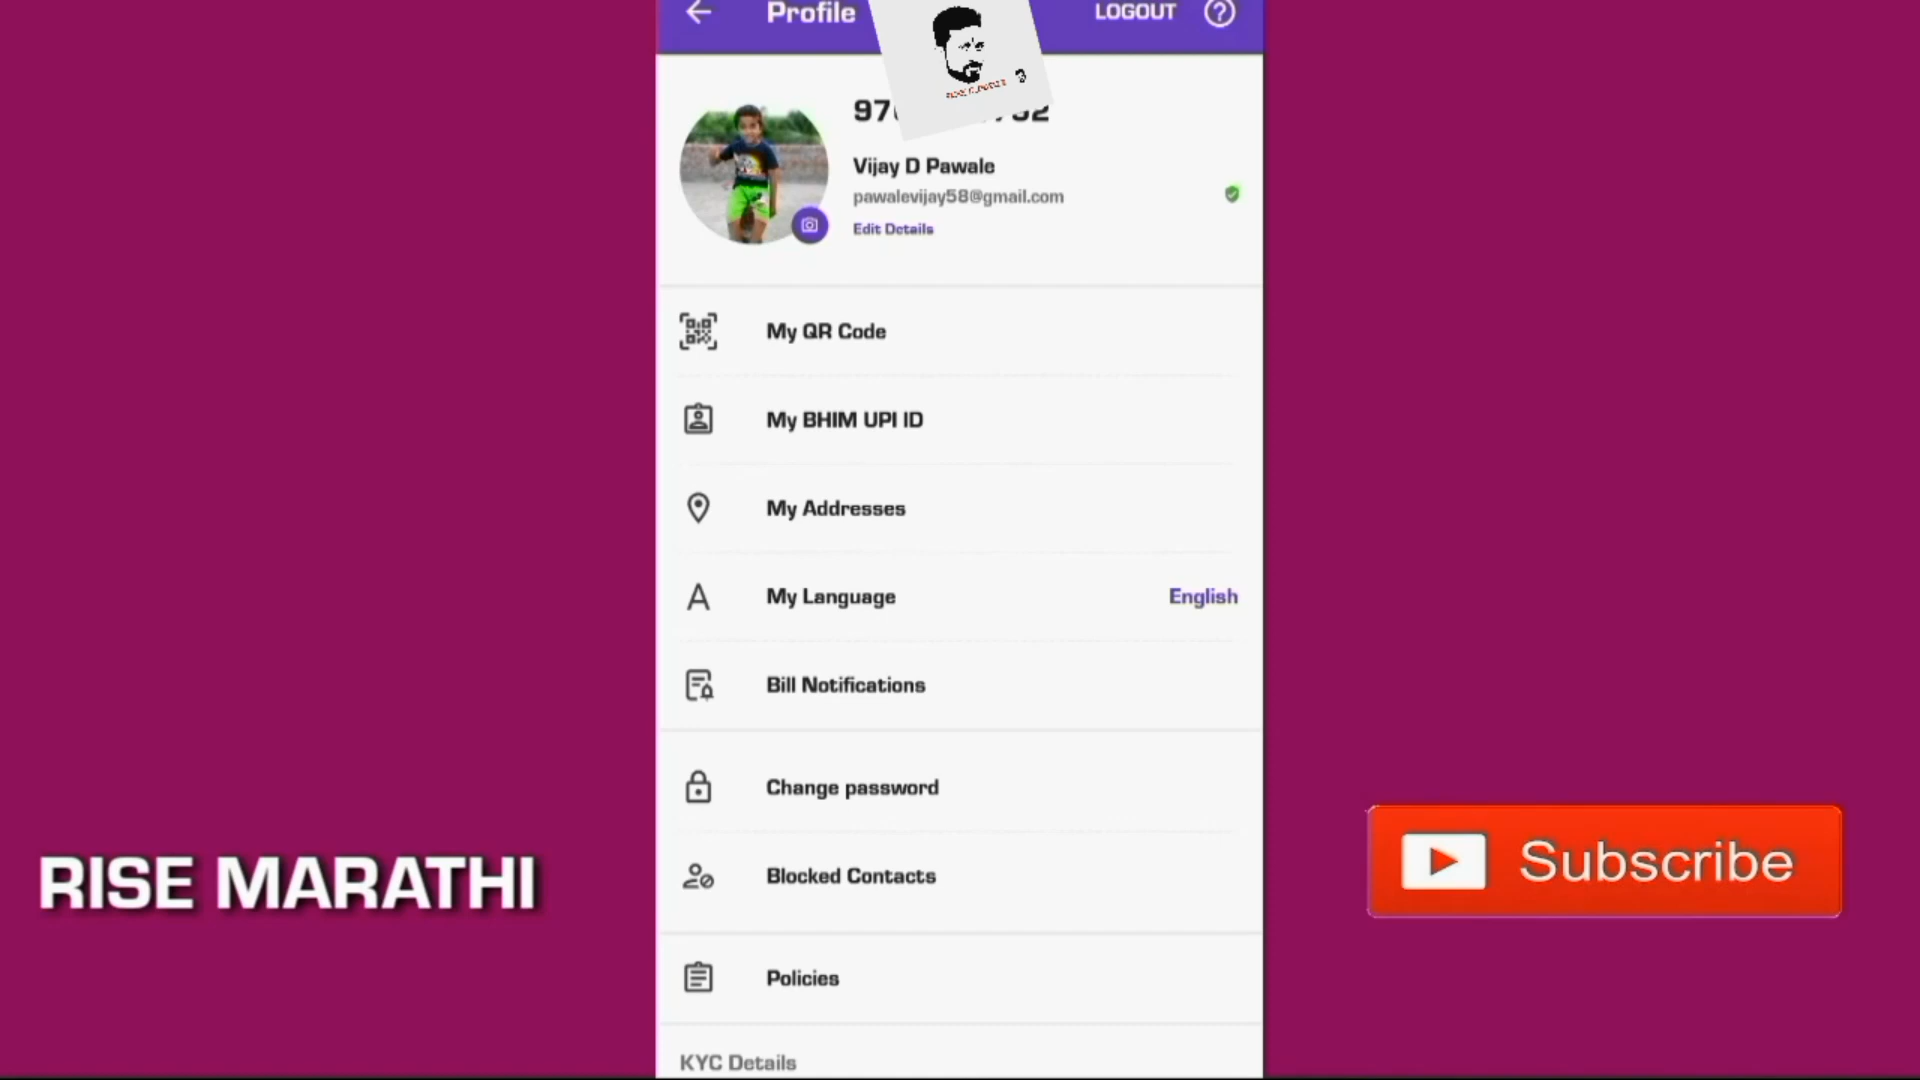 Profile
LOGOUT
Vijay D Pawale
pawalevijay58@gmail.com
Edit Details
My QR Code
My BHIM UPI ID
My Addresses
My Language
English
Bill Notifications
Change password
Blocked Contacts
Policies
KYC Details
RISE MARATHI
Subscribe